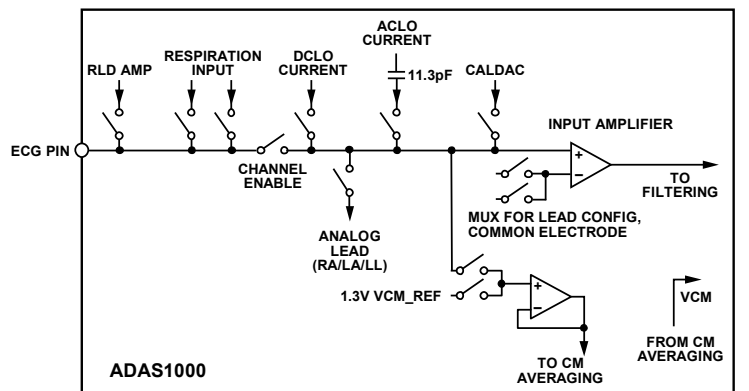 ACLO
CURRENT
RESPIRATION
INPUT
DCLO
CURRENT
RLD AMP
11.3pF
CALDAC
INPUT AMPLIFIER
ECG PIN
+
–
CHANNEL
ENABLE
TO
FILTERING
MUX FOR LEAD CONFIG,
COMMON ELECTRODE
ANALOG
LEAD
(RA/LA/LL)
1.3V VCM_REF
+
–
VCM
FROM CM
AVERAGING
TO CM
AVERAGING
ADAS1000